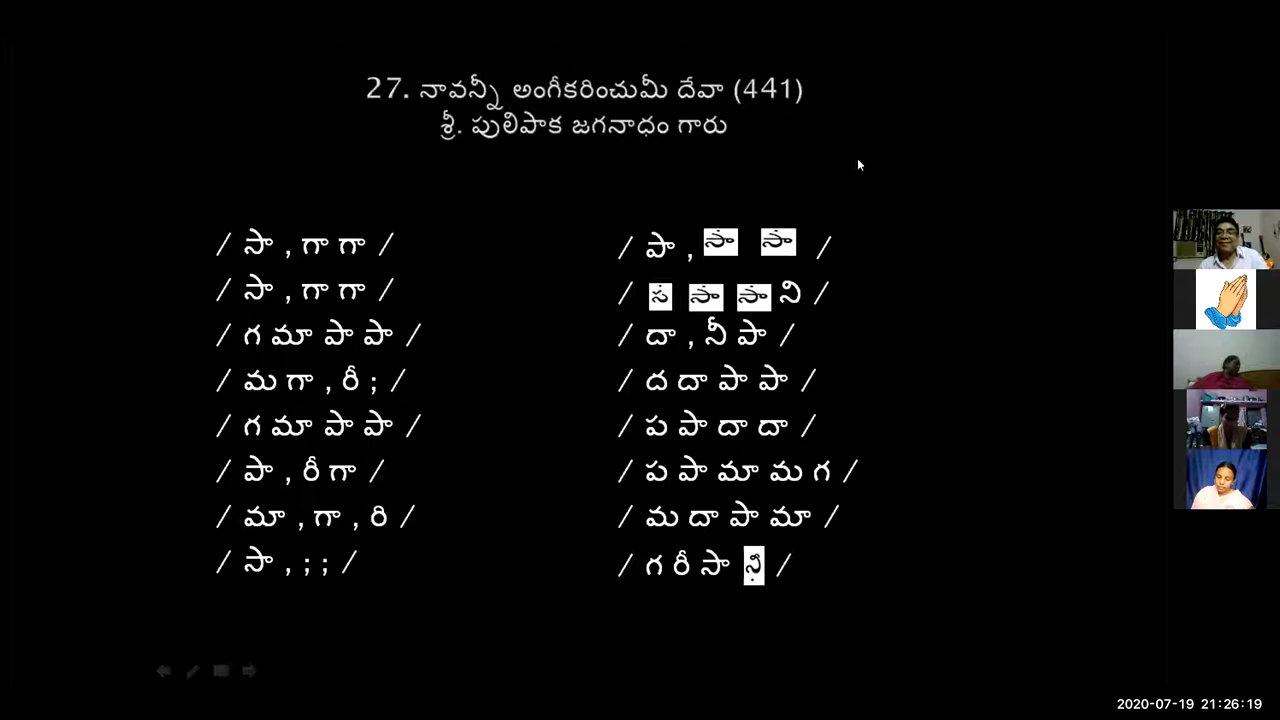 27. నావన్నీ అంగీకరించుమీ దేవా (441)
శ్రీ. పులిపాక జగనాధం గారు
/ సా , గా గా /
/ సా , గా గా /
/ గ మా పా పా /
/ మ గా , రీ ; /
/ గ మా పా పా /
/ పా , రీ గా /
/ మా , గా , రి /
/ సా , ; ; /
/ పా , సా̇ సా̇ /
/ స̇ సా̇ సా̇ ని /
/ దా , నీ పా /
/ ద దా పా పా /
/ ప పా దా దా /
/ ప పా మా మ గ /
/ మ దా పా మా /
/ గ రీ సా నీ̣ /
2020-07-19 21:26:19